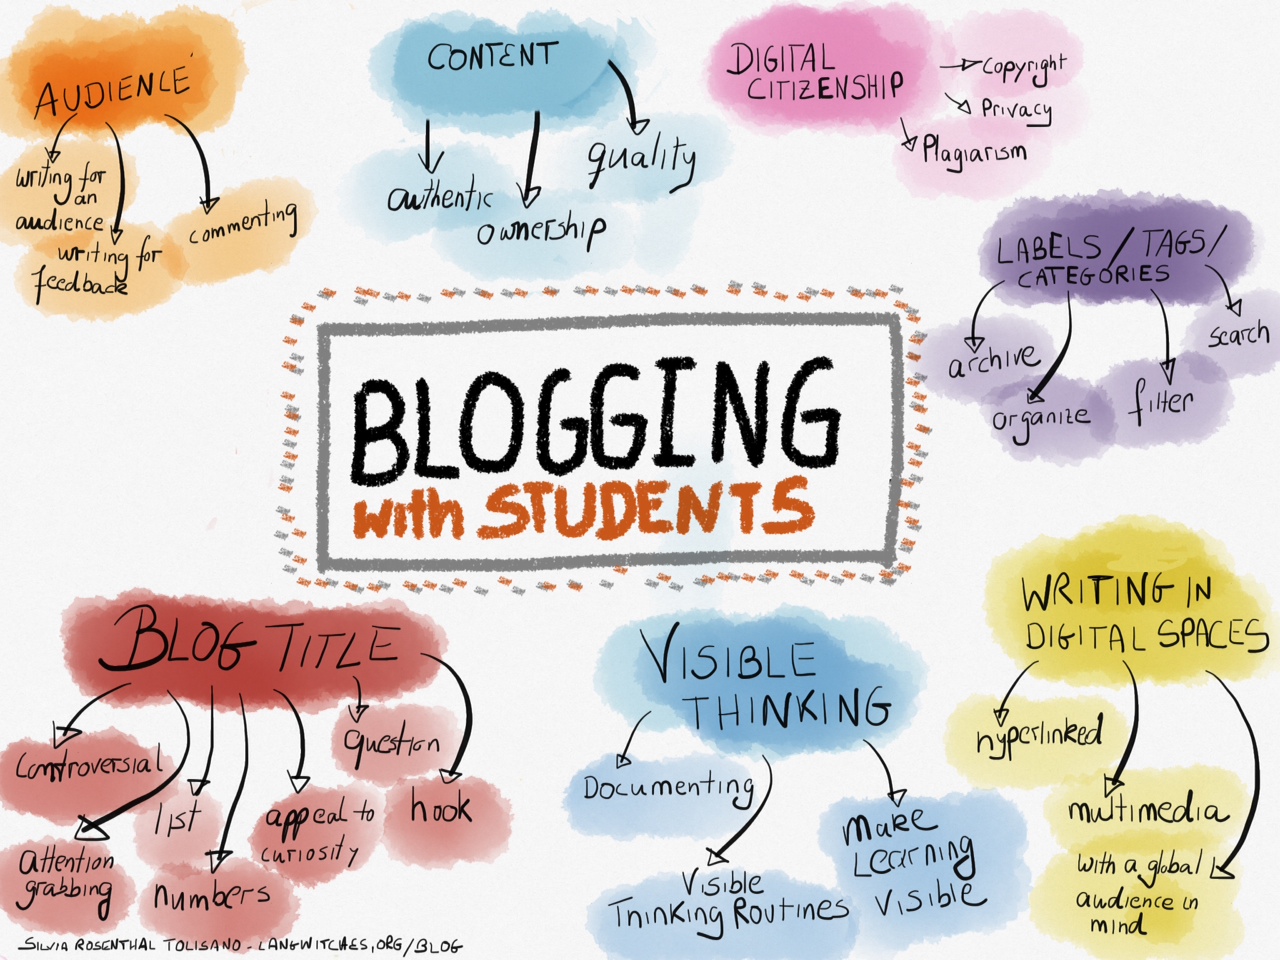 AUDIENCE
writing for
an
audience
writing for
feedback
commenting
CONTENT
authentic
ownership
quality
DIGITAL
CITIZENSHIP
Copyright
Privacy
Plagiarism
LABELS / TAGS /
CATEGORIES
archive
organize
filter
search
BLOGGING
with STUDENTS
BLOG TITLE
controversial
attention
grabbing
list
numbers
appeal to
curiosity
question
hook
VISIBLE
THINKING
Documenting
Visible
Thinking Routines
Make
Learning
Visible
WRITING IN
DIGITAL SPACES
hyperlinked
multimedia
with a global
audience in
mind
SILVIA ROSENTHAL TOLISANO - LANGWITCHES.ORG/BLOG